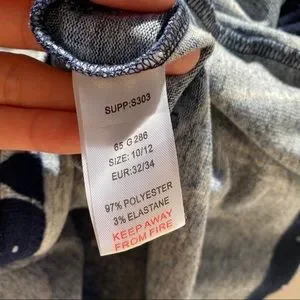 SUPP:S303
65 G 286
SIZE: 10/12
EUR: 32/34
97% POLYESTER
3% ELASTANE
KEEP AWAY
FROM FIRE